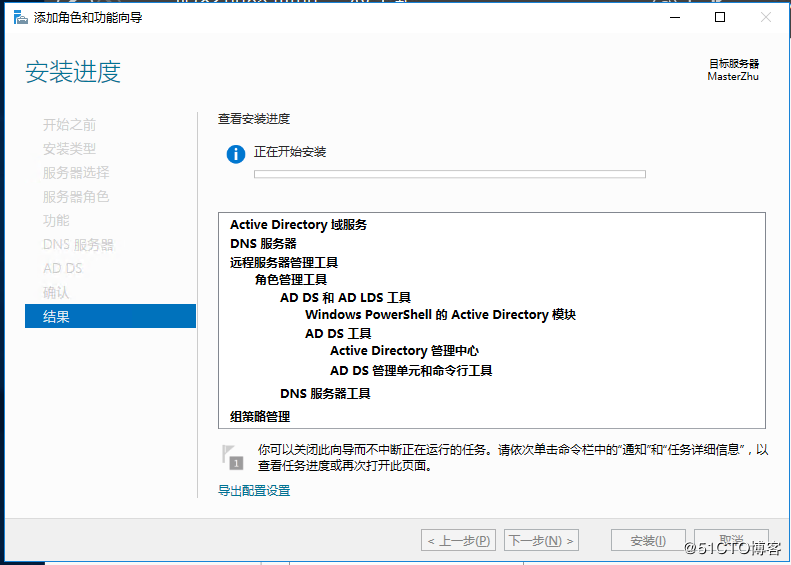 添加角色和功能向导
安装进度
目标服务器
MasterZhu
开始之前
安装类型
服务器选择
服务器角色
功能
DNS 服务器
AD DS
确认
结果
查看安装进度
正在开始安装
Active Directory 域服务
DNS 服务器
远程服务器管理工具
角色管理工具
AD DS 和 AD LDS 工具
Windows PowerShell 的 Active Directory 模块
AD DS 工具
Active Directory 管理中心
AD DS 管理单元和命令行工具
DNS 服务器工具
组策略管理
1
你可以关闭此向导而不中断正在运行的任务。请依次单击命令栏中的“通知”和“任务详细信息”，以
查看任务进度或再次打开此页面。
导出配置设置
< 上一步(P)
下一步(N) >
安装(I)
取消
@51CTO博客